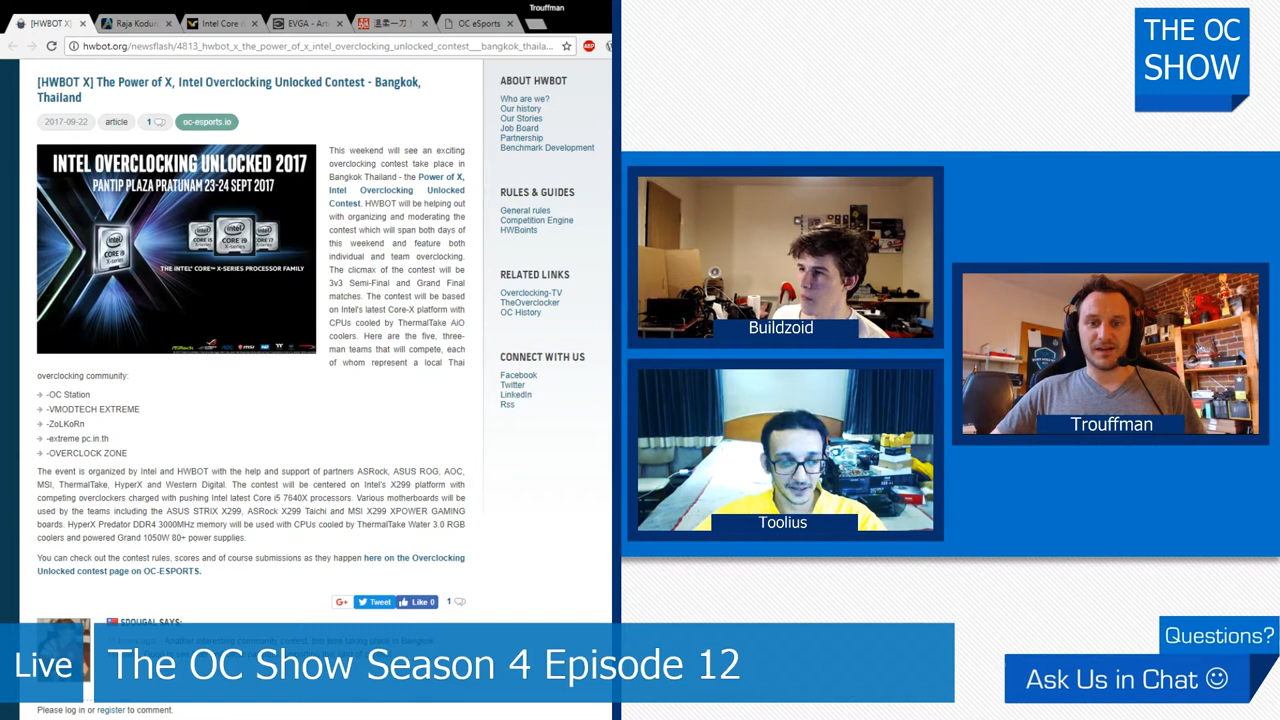 Trouffman
[HWBOT X]
Raja Kodur
Intel Core i
EVGA - Art
温柔一刀
OC eSports
hwbot.org/newsflash/4813_hwbot_x_the_power_of_x_intel_overclocking_unlocked_contest__bangkok_thaila...
ABP
[HWBOT X] The Power of X, Intel Overclocking Unlocked Contest - Bangkok,
Thailand
2017-09-22
article
1
oc-esports.io
INTEL OVERCLOCKING UNLOCKED 2017
PANTIP PLAZA PRATUNAM 23-24 SEPT 2017
THE INTEL® CORE™ X-SERIES PROCESSOR FAMILY
This weekend will see an exciting
overclocking contest take place in
Bangkok Thailand - the Power of X,
Intel Overclocking Unlocked
Contest. HWBOT will be helping out
with organizing and moderating the
contest which will span both days of
this weekend and feature both
individual and team overclocking.
The clicmax of the contest will be
3v3 Semi-Final and Grand Final
matches. The contest will be based
on Intel's latest Core-X platform with
CPUs cooled by ThermalTake AiO
coolers. Here are the five, three-
man teams that will compete, each
of whom represent a local Thai
overclocking community:
-OC Station
-VMODTECH EXTREME
-ZoLKoRn
-extreme pc.in.th
-OVERCLOCK ZONE
The event is organized by Intel and HWBOT with the help and support of partners ASRock, ASUS ROG, AOC,
MSI, ThermalTake, HyperX and Western Digital. The contest will be centered on Intel's X299 platform with
competing overclockers charged with pushing Intel latest Core i5 7640X processors. Various motherboards will be
used by the teams including the ASUS STRIX X299, ASRock X299 Taichi and MSI X299 XPOWER GAMING
boards. HyperX Predator DDR4 3000MHz memory will be used with CPUs cooled by ThermalTake Water 3.0 RGB
coolers and powered Grand 1050W 80+ power supplies.
You can check out the contest rules, scores and of course submissions as they happen here on the Overclocking
Unlocked contest page on OC-ESPORTS.
G+
Tweet
Like 0
1
SDOUGAL SAYS:
Another interesting community contest, this time taking place in Bangkok
Please log in or register to comment.
ABOUT HWBOT
Who are we?
Our history
Our Stories
Job Board
Partnership
Benchmark Development
RULES & GUIDES
General rules
Competition Engine
HWBoints
RELATED LINKS
Overclocking-TV
TheOverclocker
OC History
CONNECT WITH US
Facebook
Twitter
LinkedIn
Rss
THE OC
SHOW
Buildzoid
Toolius
Trouffman
Live
The OC Show Season 4 Episode 12
Questions?
Ask Us in Chat